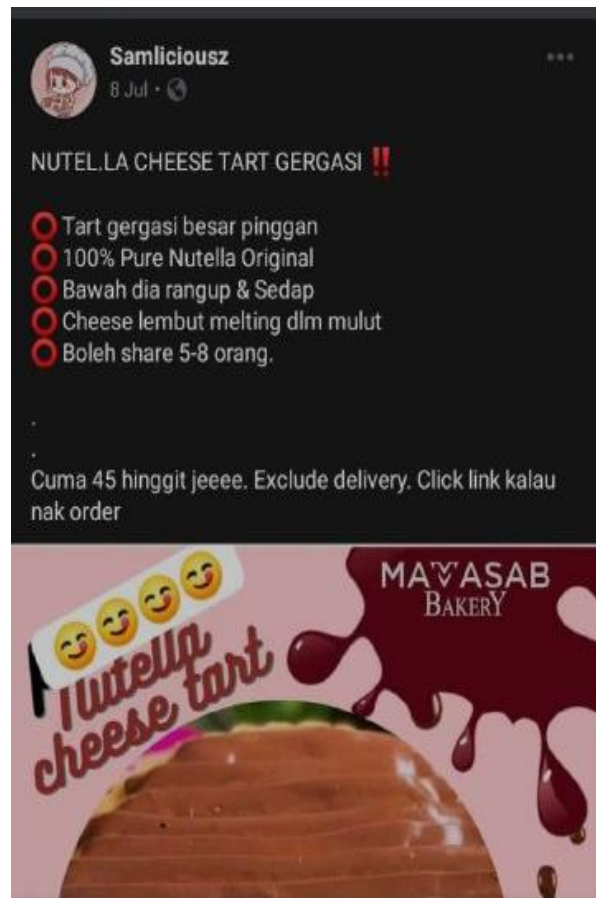 Samliciousz
8 Jul ·
NUTEL.LA CHEESE TART GERGASI ‼️
⭕ Tart gergasi besar pinggan
⭕ 100% Pure Nutella Original
⭕ Bawah dia rangup & Sedap
⭕ Cheese lembut melting dlm mulut
⭕ Boleh share 5-8 orang.
.
.
Cuma 45 hinggit jeeee. Exclude delivery. Click link kalau
nak order
MAMASAB
BAKERY
Nutella
cheese tart